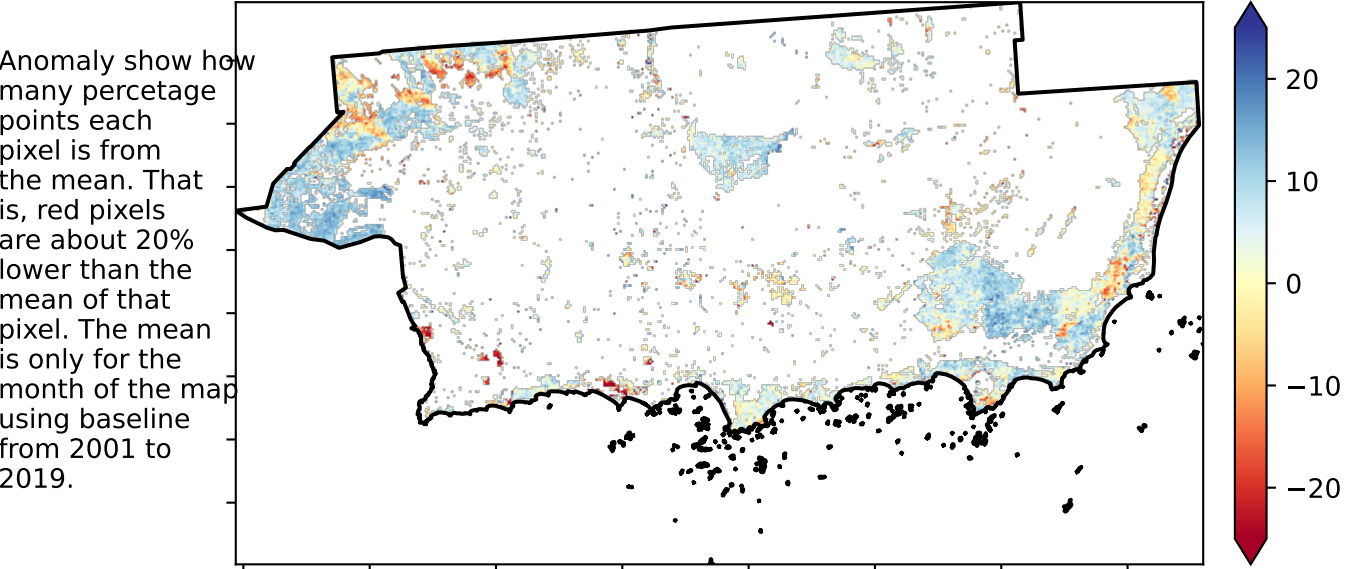 Anomaly show how
many percetage
points each
pixel is from
the mean. That
is, red pixels
are about 20%
lower than the
mean of that
pixel. The mean
is only for the
month of the map
using baseline
from 2001 to
2019.
20
10
0
−10
−20